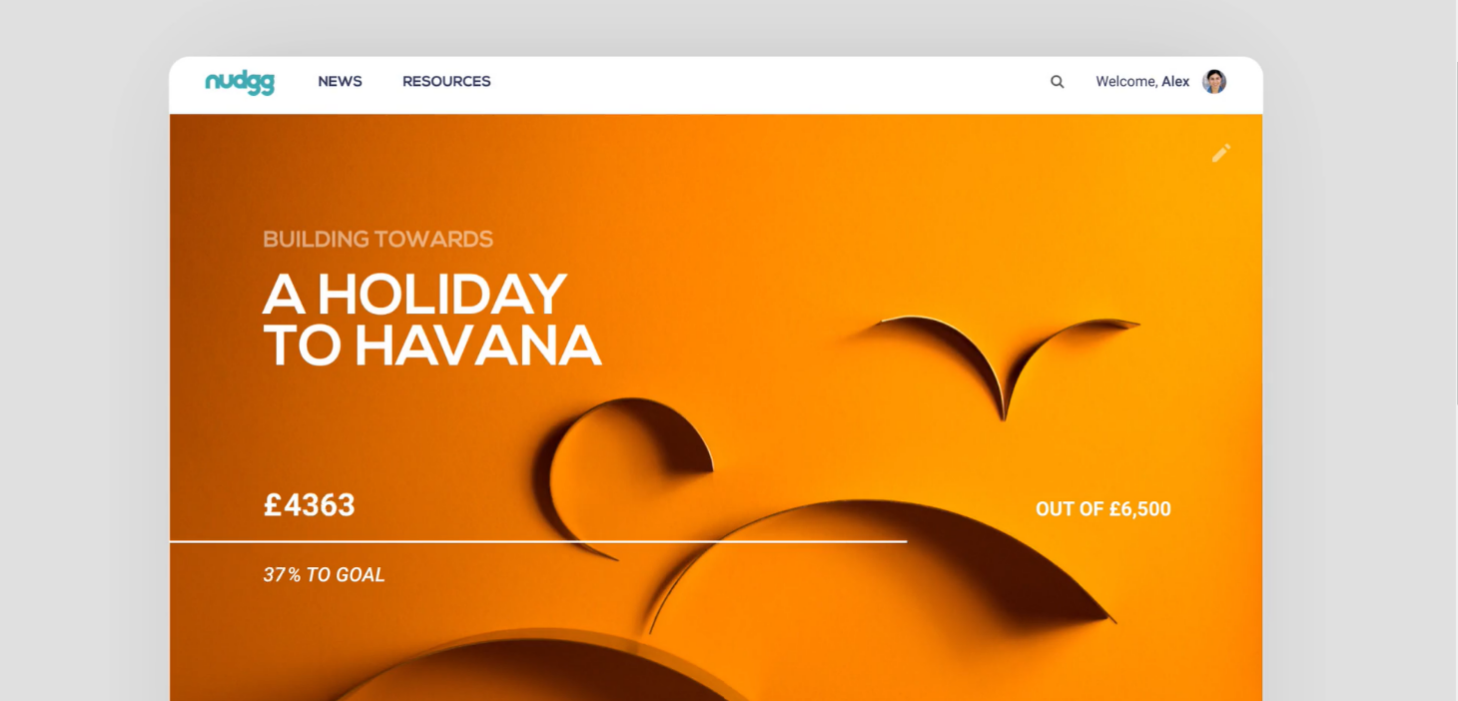 nudgg
NEWS
RESOURCES
Welcome, Alex
BUILDING TOWARDS
A HOLIDAY
TO HAVANA
£4363
OUT OF £6,500
37% TO GOAL